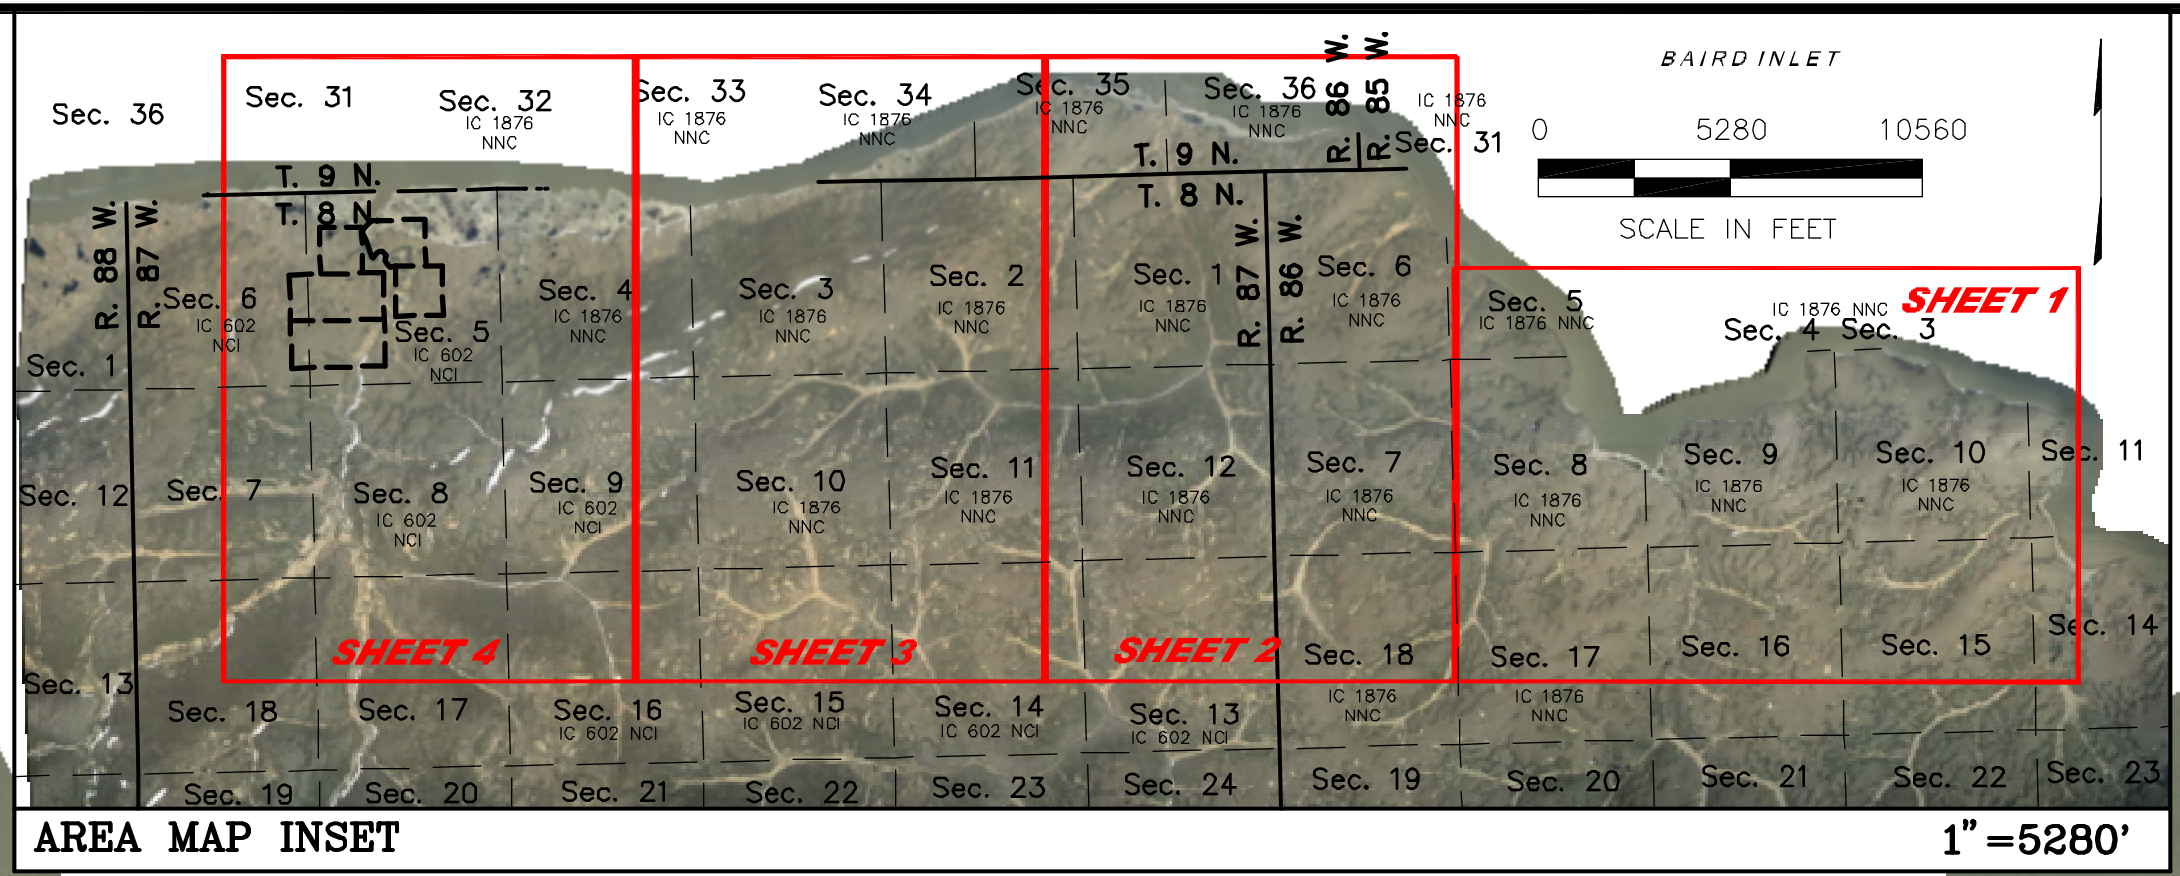 BAIRD INLET
0 5280 10560
SCALE IN FEET
R. 86 W.
R. 85 W.
Sec. 36
Sec. 31
Sec. 32
IC 1876
NNC
Sec. 33
IC 1876
NNC
Sec. 34
IC 1876
NNC
Sec. 35
IC 1876
NNC
Sec. 36
IC 1876
NNC
IC 1876
NNC
Sec. 31
T. 9 N.
T. 8 N.
T. 9 N.
T. 8 N.
R. 88 W.
R. 87 W.
R. 87 W.
R. 86 W.
Sec. 1
Sec. 6
IC 602
NCI
Sec. 5
IC 602
NCI
Sec. 4
IC 1876
NNC
Sec. 3
IC 1876
NNC
Sec. 2
IC 1876
NNC
Sec. 1
IC 1876
NNC
Sec. 6
IC 1876
NNC
Sec. 5
IC 1876 NNC
IC 1876 NNC
Sec. 4
Sec. 3
SHEET 1
Sec. 12
Sec. 7
Sec. 8
IC 602
NCI
Sec. 9
IC 602
NCI
Sec. 10
IC 1876
NNC
Sec. 11
IC 1876
NNC
Sec. 12
IC 1876
NNC
Sec. 7
IC 1876
NNC
Sec. 8
IC 1876
NNC
Sec. 9
IC 1876
NNC
Sec. 10
IC 1876
NNC
Sec. 11
SHEET 4
SHEET 3
SHEET 2
Sec. 13
Sec. 18
Sec. 17
Sec. 16
IC 602 NCI
Sec. 15
IC 602 NCI
Sec. 14
IC 602 NCI
Sec. 13
IC 602 NCI
Sec. 18
IC 1876
NNC
Sec. 17
IC 1876
NNC
Sec. 16
Sec. 15
Sec. 14
Sec. 19
Sec. 20
Sec. 21
Sec. 22
Sec. 23
Sec. 24
Sec. 19
Sec. 20
Sec. 21
Sec. 22
Sec. 23
AREA MAP INSET
1"=5280'